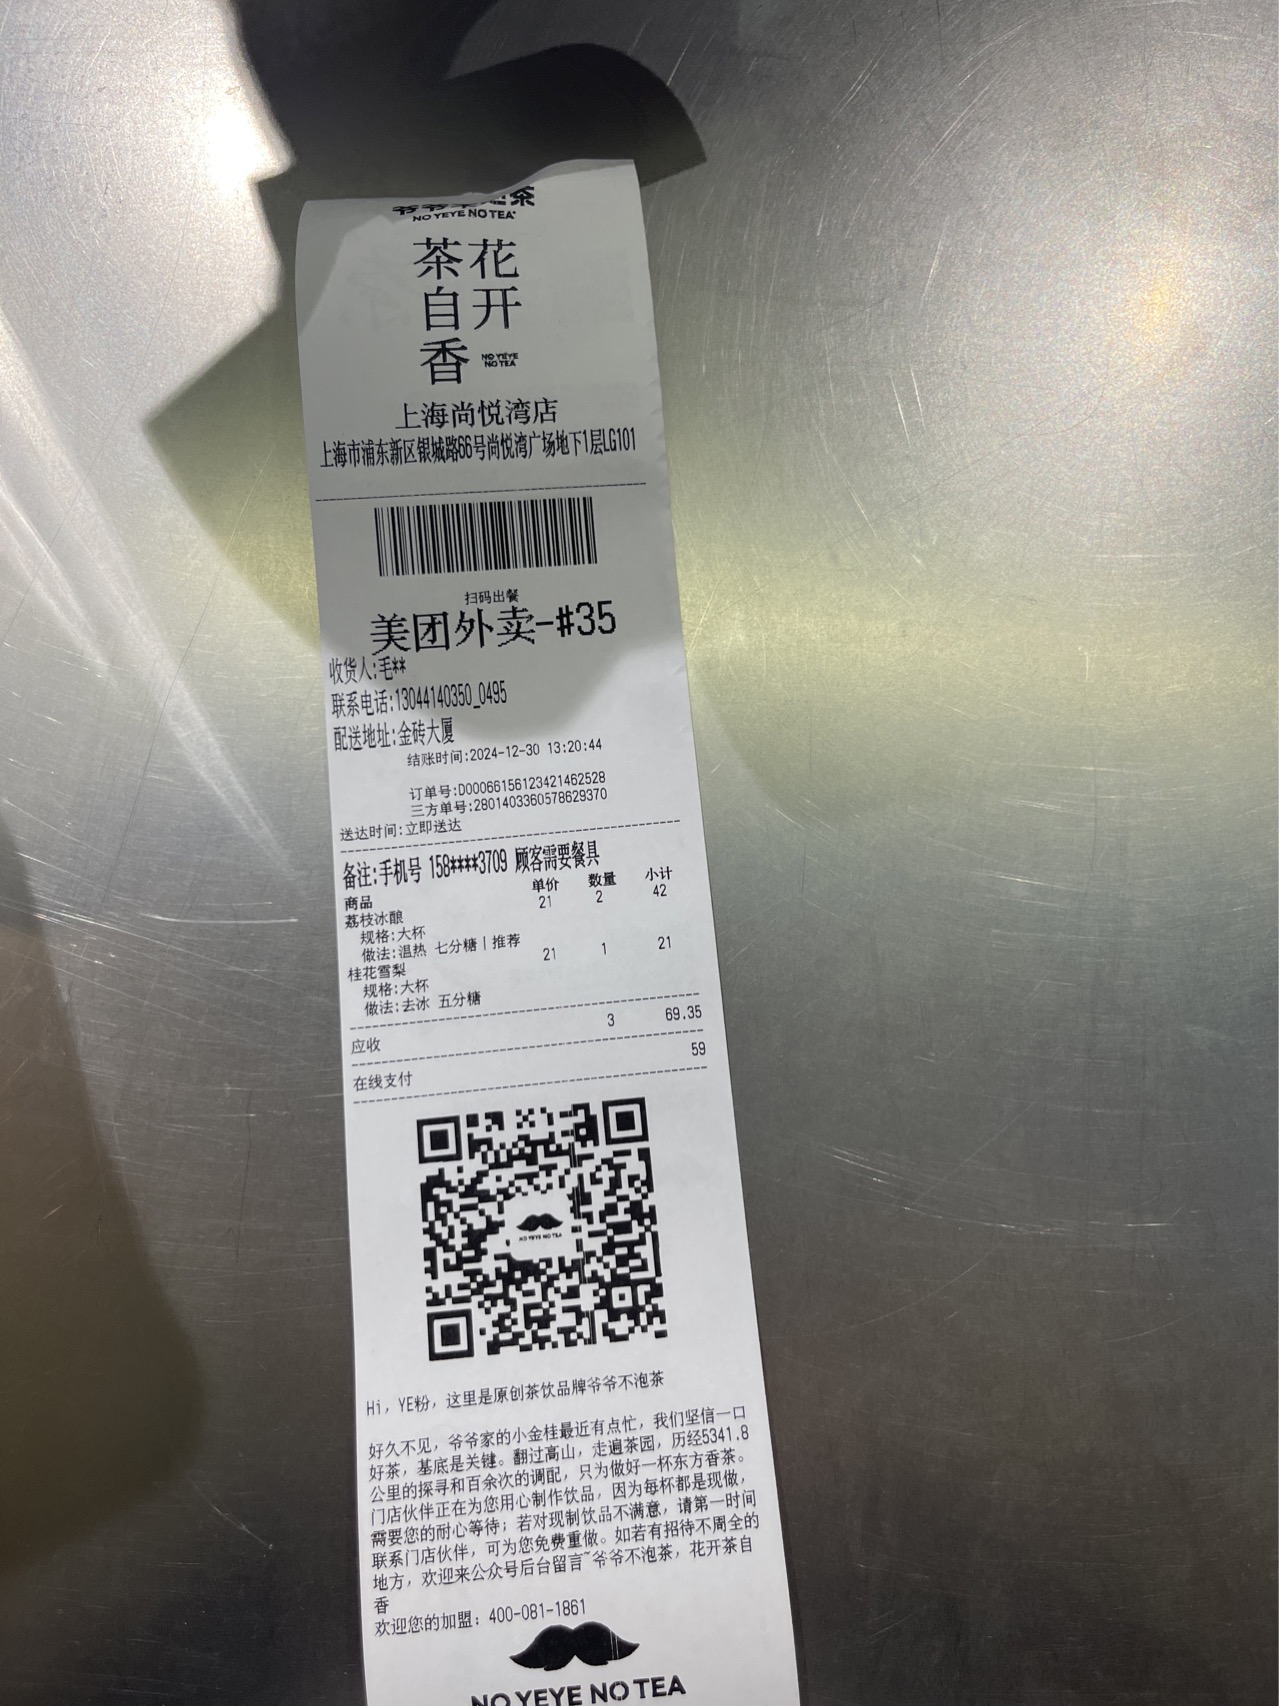 爷爷不泡茶
NO YEYE NO TEA
茶花
自开
香
NO YEYE
NO TEA
上海尚悦湾店
上海市浦东新区银城路66号尚悦湾广场地下1层LG101
扫码出餐
美团外卖-#35
收货人:毛**
联系电话:13044140350_0495
配送地址:金砖大厦
结账时间:2024-12-30 13:20:44
订单号:D00066156123421462528
三方单号:2801403360578629370
送达时间:立即送达
备注:手机号 158****3709 顾客需要餐具
商品 单价 数量 小计
荔枝冰酿 21 2 42
规格:大杯
做法:温热 七分糖|推荐
桂花雪梨 21 1 21
规格:大杯
做法:去冰 五分糖
应收 3 69.35
在线支付 59
NO YEYE NO TEA
Hi, YE粉, 这里是原创茶饮品牌爷爷不泡茶
好久不见, 爷爷家的小金桂最近有点忙, 我们坚信一口
好茶, 基底是关键。翻过高山, 走遍茶园, 历经5341.8
公里的探寻和百余次的调配, 只为做好一杯东方香茶。
门店伙伴正在为您用心制作饮品, 因为每杯都是现做,
需要您的耐心等待; 若对现制饮品不满意, 请第一时间
联系门店伙伴, 可为您免费重做。如若有招待不周全的
地方, 欢迎来公众号后台留言~爷爷不泡茶, 花开茶自
香
欢迎您的加盟: 400-081-1861
NO YEYE NO TEA